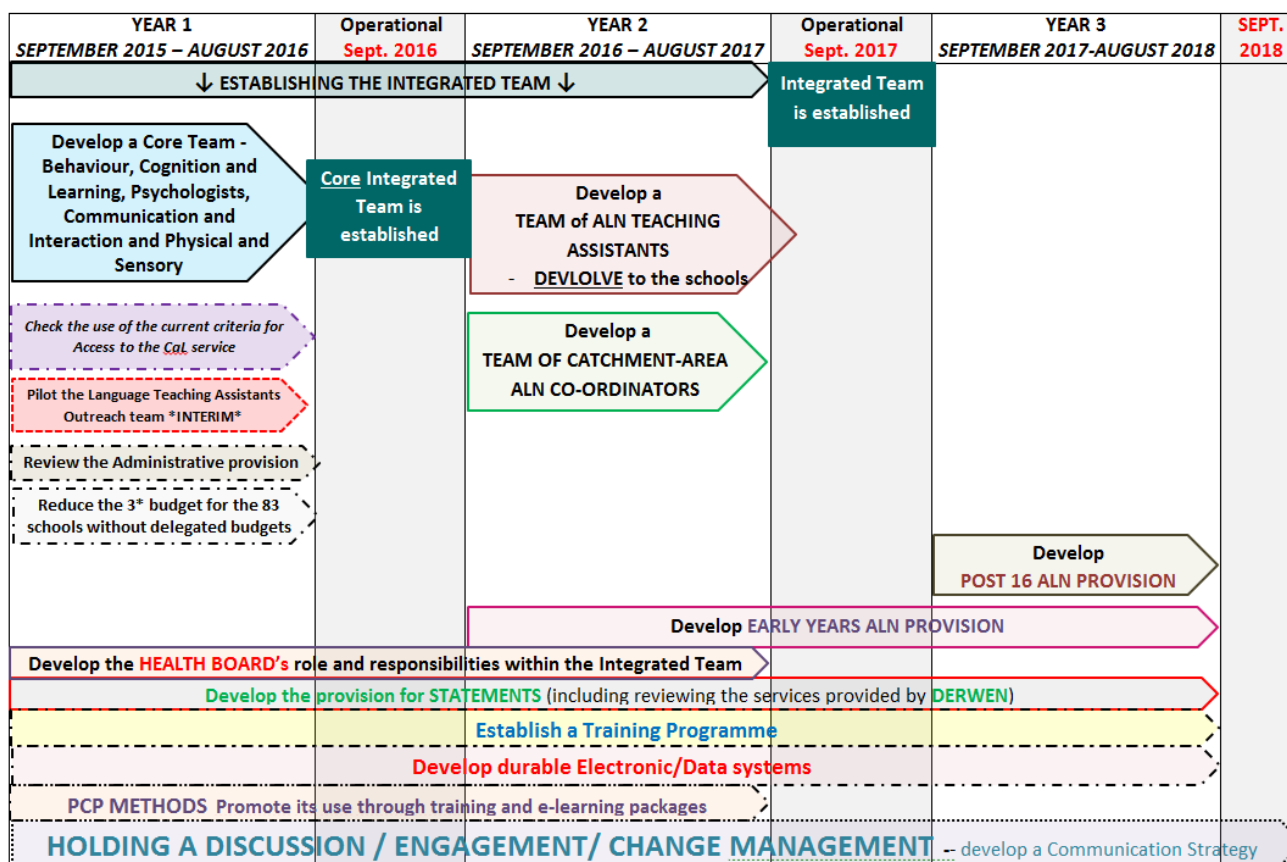 YEAR 1
SEPTEMBER 2015 – AUGUST 2016
Operational
Sept. 2016
YEAR 2
SEPTEMBER 2016 – AUGUST 2017
Operational
Sept. 2017
YEAR 3
SEPTEMBER 2017-AUGUST 2018
SEPT.
2018
↓ ESTABLISHING THE INTEGRATED TEAM ↓
Integrated Team
is established
Develop a Core Team -
Behaviour, Cognition and
Learning, Psychologists,
Communication and
Interaction and Physical and
Sensory
Core Integrated
Team is
established
Develop a
TEAM of ALN TEACHING
ASSISTANTS
- DEVLOLVE to the schools
Check the use of the current criteria for
Access to the CaL service
Develop a
TEAM OF CATCHMENT-AREA
ALN CO-ORDINATORS
Pilot the Language Teaching Assistants
Outreach team *INTERIM*
Review the Administrative provision
Reduce the 3* budget for the 83
schools without delegated budgets
Develop
POST 16 ALN PROVISION
Develop EARLY YEARS ALN PROVISION
Develop the HEALTH BOARD's role and responsibilities within the Integrated Team
Develop the provision for STATEMENTS (including reviewing the services provided by DERWEN)
Establish a Training Programme
Develop durable Electronic/Data systems
PCP METHODS Promote its use through training and e-learning packages
HOLDING A DISCUSSION / ENGAGEMENT/ CHANGE MANAGEMENT -- develop a Communication Strategy